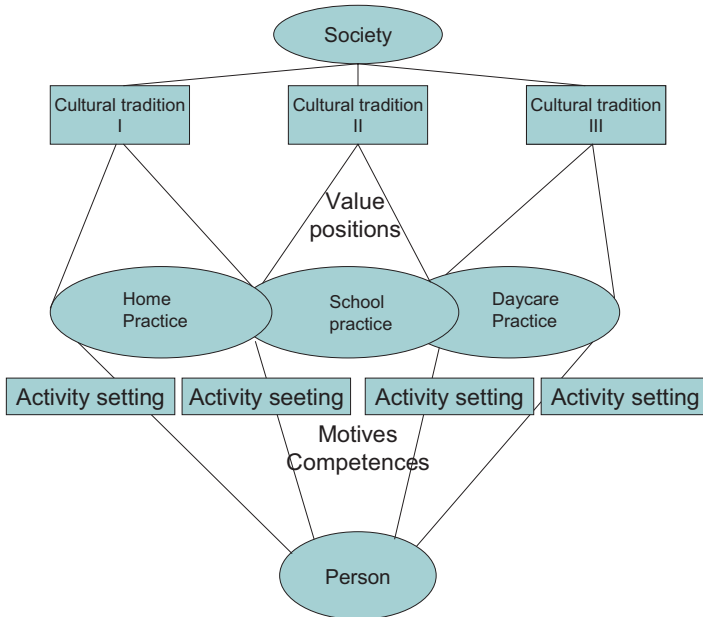 Society
Cultural tradition
I
Cultural tradition
II
Cultural tradition
III
Value
positions
Home
Practice
School
practice
Daycare
Practice
Activity setting
Activity seeting
Activity setting
Activity setting
Motives
Competences
Person